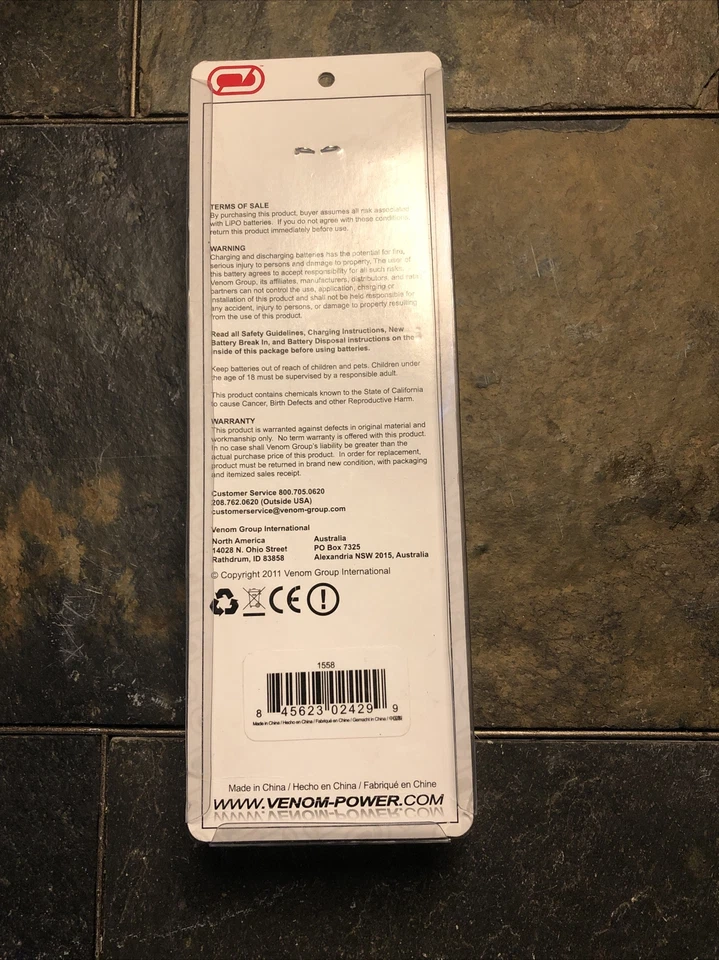 TERMS OF SALE
By purchasing this product, buyer assumes all risk associated
with LiPO batteries. If you do not agree with these conditions,
return this product immediately before use.
WARNING
Charging and discharging batteries has the potential for fire,
serious injury to persons and damage to property. The user of
this battery agrees to accept responsibility for all such risks.
Venom Group, its affiliates, manufacturers, distributors, and retail
partners can not control the use, application, charging or
installation of this product and shall not be held responsible for
any accident, injury to persons, or damage to property resulting
from the use of this product.
Read all Safety Guidelines, Charging Instructions, New
Battery Break In, and Battery Disposal instructions on the
inside of this package before using batteries.
Keep batteries out of reach of children and pets. Children under
the age of 18 must be supervised by a responsible adult.
This product contains chemicals known to the State of California
to cause Cancer, Birth Defects and other Reproductive Harm.
WARRANTY
This product is warranted against defects in original material and
workmanship only. No term warranty is offered with this product.
In no case shall Venom Group's liability be greater than the
actual purchase price of this product. In order for replacement,
product must be returned in brand new condition, with packaging
and itemized sales receipt.
Customer Service 800.705.0620
208.762.0620 (Outside USA)
customerservice@venom-group.com
Venom Group International
North America
14028 N. Ohio Street
Rathdrum, ID 83858
Australia
PO Box 7325
Alexandria NSW 2015, Australia
© Copyright 2011 Venom Group International
CE
1558
8 45623 02429 9
Made in China / Hecho en China / Fabriqué en China / Gemacht in China /
Made in China / Hecho en China / Fabriqué en Chine
WWW.VENOM-POWER.COM